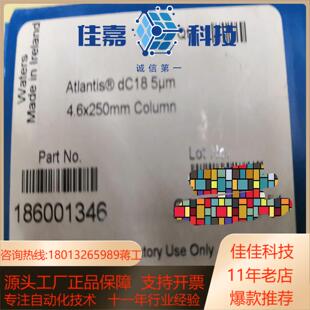 佳嘉 科技
诚信第一
Waters
Made in Ireland
Atlantis® dC18 5µm
4.6x250mm Column
Part No.
Lot No.
186001346
咨询热线:18013265989蒋工
tory Use Only
佳佳科技
源头工厂正品保障 支持开票
11年老店
专注自动化技术 十一年行业经验
爆款推荐